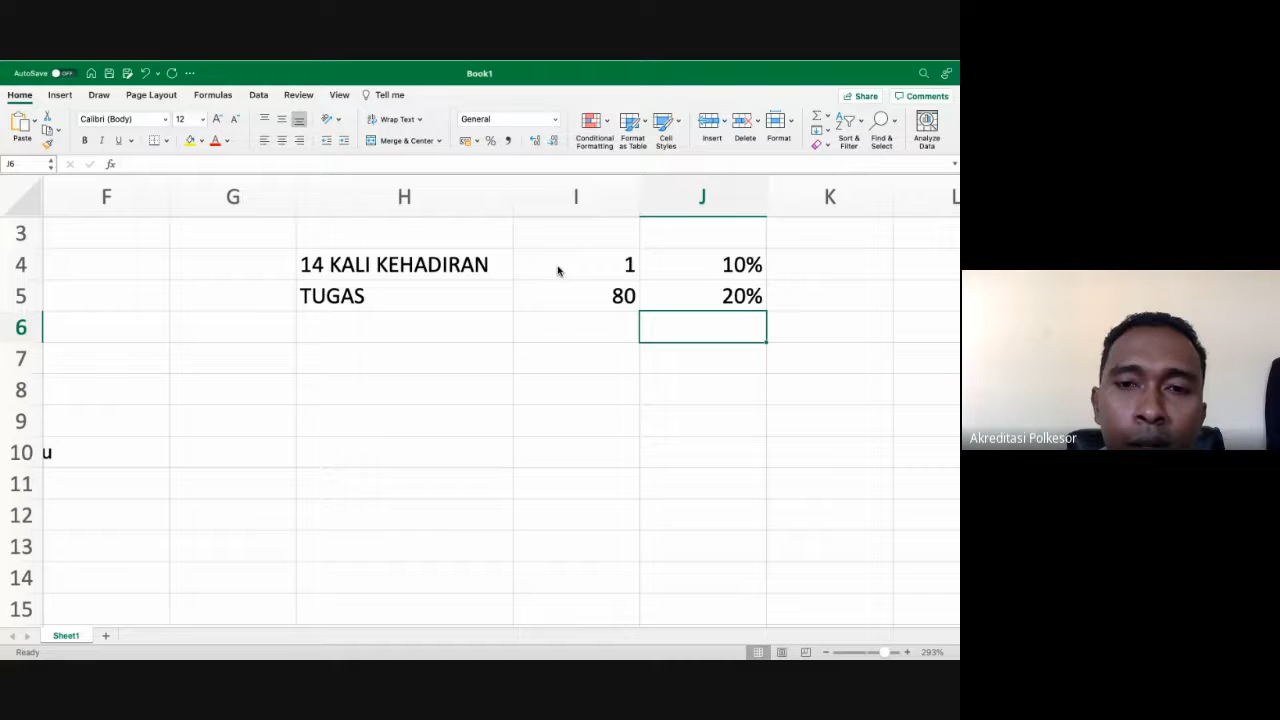 AutoSave OFF Book1
Home Insert Draw Page Layout Formulas Data Review View Tell me Share Comments
Paste Calibri (Body) 12 A A Wrap Text General Conditional Formatting Format as Table Cell Styles Insert Delete Format Sort & Filter Find & Select Analyze Data
B I U A Merge & Center % 
J6 fx
F G H I J K L
3
4 14 KALI KEHADIRAN 1 10%
5 TUGAS 80 20%
6
7
8
9
10 u
11
12
13
14
15
Akreditasi Polkesor
Sheet1 +
Ready 293%